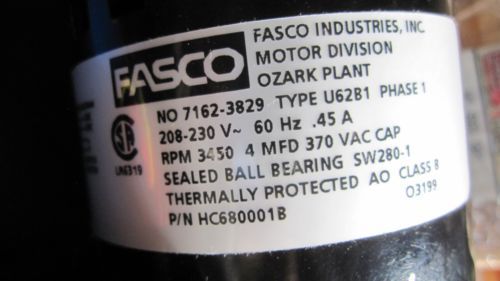 FASCO
FASCO INDUSTRIES, INC
MOTOR DIVISION
OZARK PLANT
NO 7162-3829 TYPE U62B1 PHASE 1
208-230 V~ 60 Hz .45 A
RPM 3450 4 MFD 370 VAC CAP
SEALED BALL BEARING SW280-1
THERMALLY PROTECTED AO CLASS B
P/N HC680001B O3199
SA
LR6319